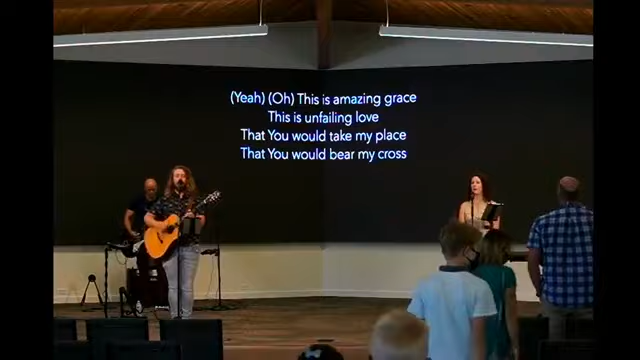 (Yeah) (Oh) This is amazing grace
This is unfailing love
That You would take my place
That You would bear my cross